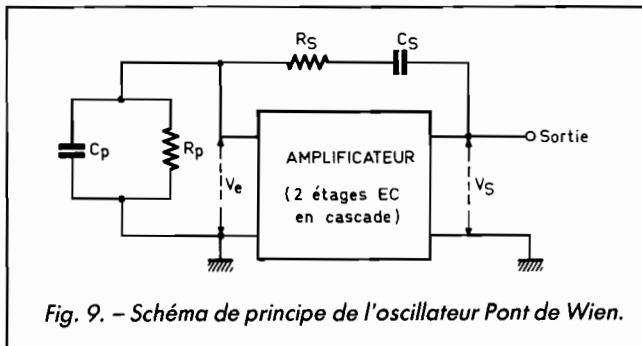 RS
CS
Cp
Rp
Ve
AMPLIFICATEUR
(2 étages EC
en cascade)
VS
Sortie
Fig. 9. – Schéma de principe de l'oscillateur Pont de Wien.